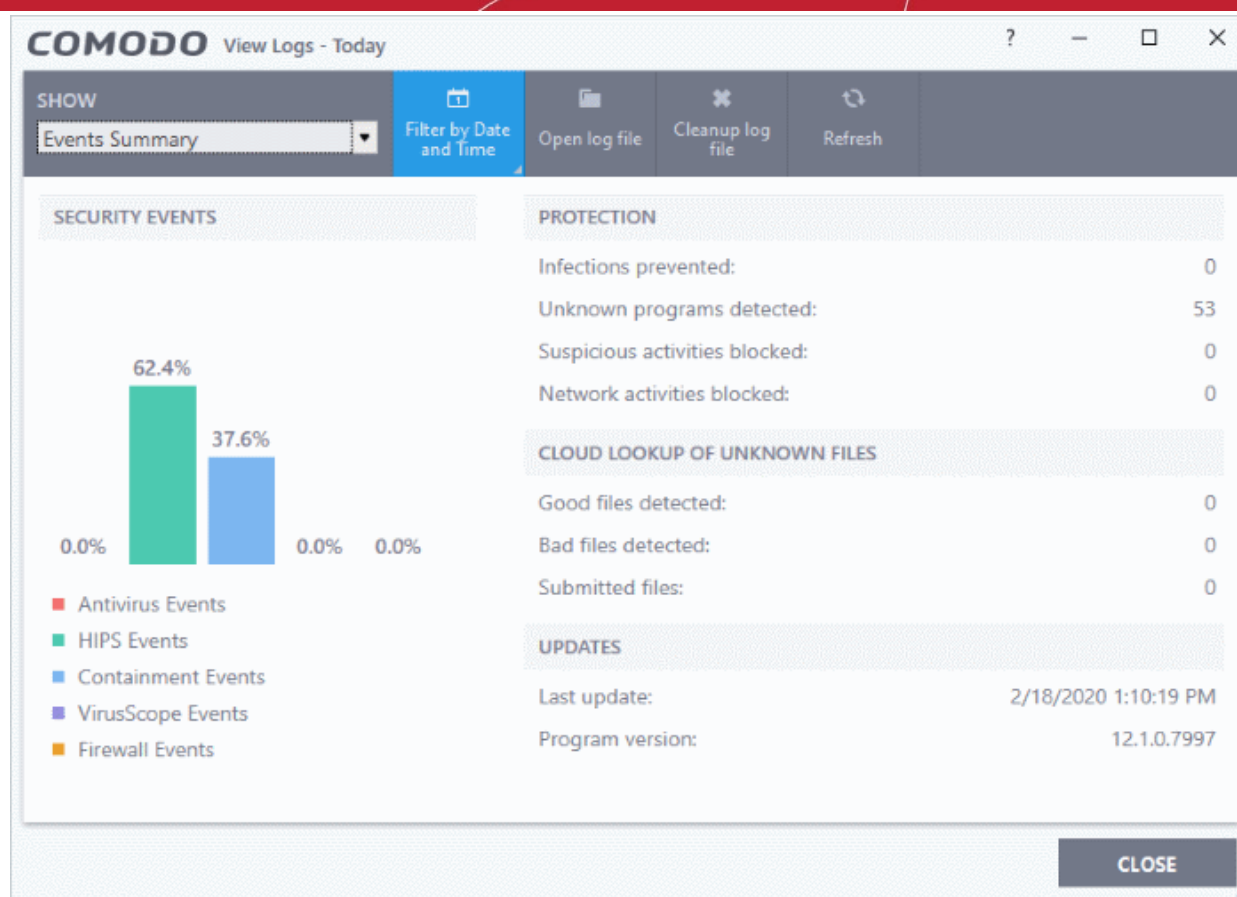 COMODO View Logs - Today
?
SHOW
Events Summary
Filter by Date
and Time
Open log file
Cleanup log
file
Refresh
SECURITY EVENTS
62.4%
37.6%
0.0% 0.0% 0.0%
Antivirus Events
HIPS Events
Containment Events
VirusScope Events
Firewall Events
PROTECTION
Infections prevented: 0
Unknown programs detected: 53
Suspicious activities blocked: 0
Network activities blocked: 0
CLOUD LOOKUP OF UNKNOWN FILES
Good files detected: 0
Bad files detected: 0
Submitted files: 0
UPDATES
Last update: 2/18/2020 1:10:19 PM
Program version: 12.1.0.7997
CLOSE